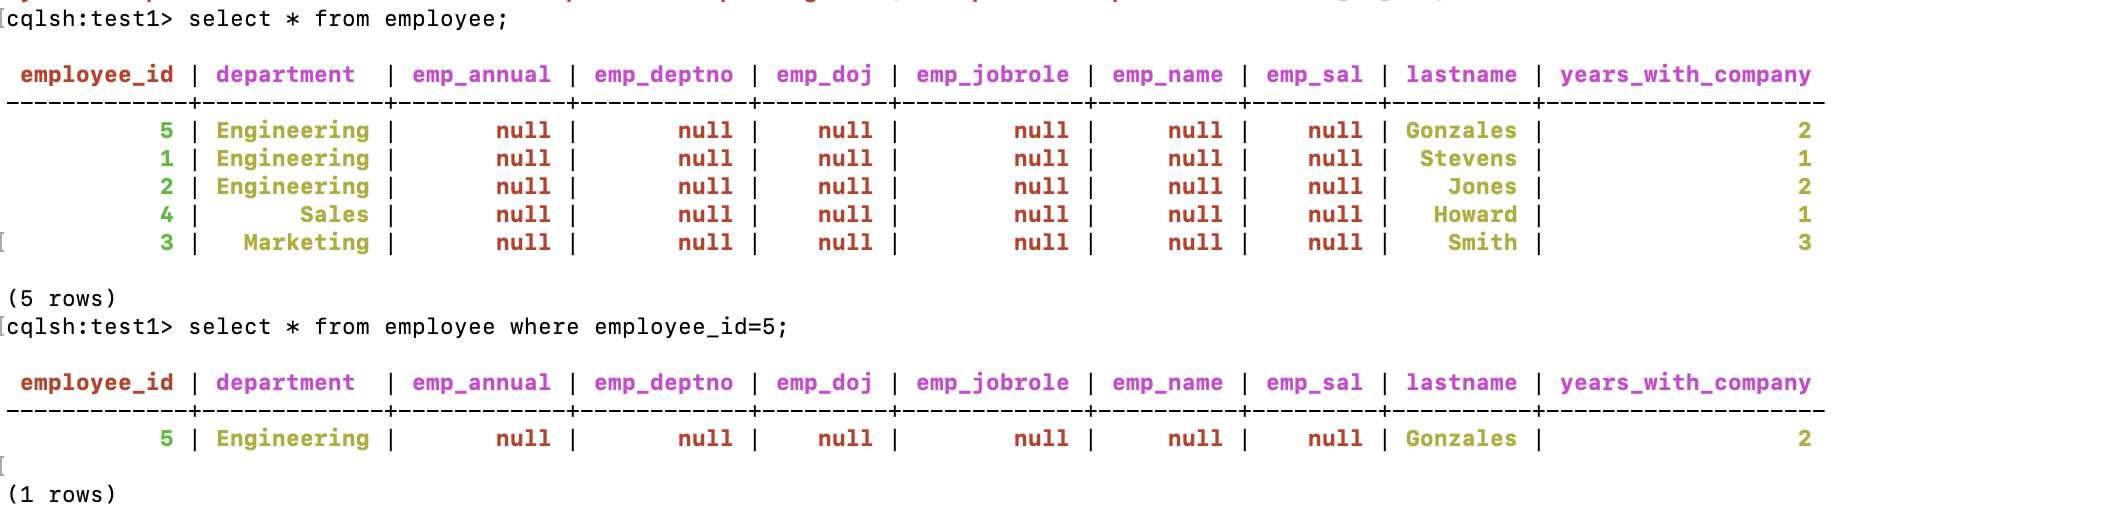 cqlsh:test1> select * from employee;
employee_id | department  | emp_annual | emp_deptno | emp_doj | emp_jobrole | emp_name | emp_sal | lastname | years_with_company
-------------+-------------+------------+------------+---------+-------------+----------+---------+----------+--------------------
5 | Engineering | null | null | null | null | null | null | Gonzales | 2
1 | Engineering | null | null | null | null | null | null | Stevens | 1
2 | Engineering | null | null | null | null | null | null | Jones | 2
4 | Sales | null | null | null | null | null | null | Howard | 1
3 | Marketing | null | null | null | null | null | null | Smith | 3
(5 rows)
cqlsh:test1> select * from employee where employee_id=5;
employee_id | department  | emp_annual | emp_deptno | emp_doj | emp_jobrole | emp_name | emp_sal | lastname | years_with_company
-------------+-------------+------------+------------+---------+-------------+----------+---------+----------+--------------------
5 | Engineering | null | null | null | null | null | null | Gonzales | 2
(1 rows)